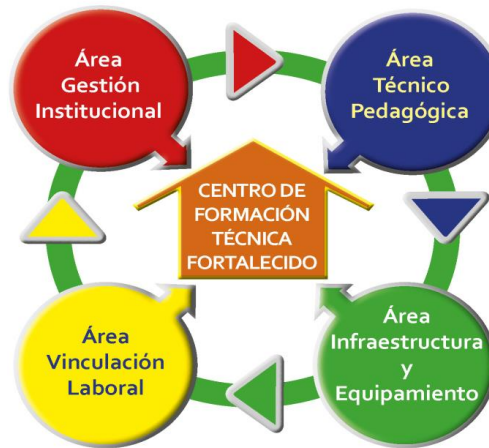 Área
Gestión
Institucional
Área
Técnico
Pedagógica
CENTRO DE
FORMACIÓN
TÉCNICA
FORTALECIDO
Área
Vinculación
Laboral
Área
Infraestructura
y
Equipamiento